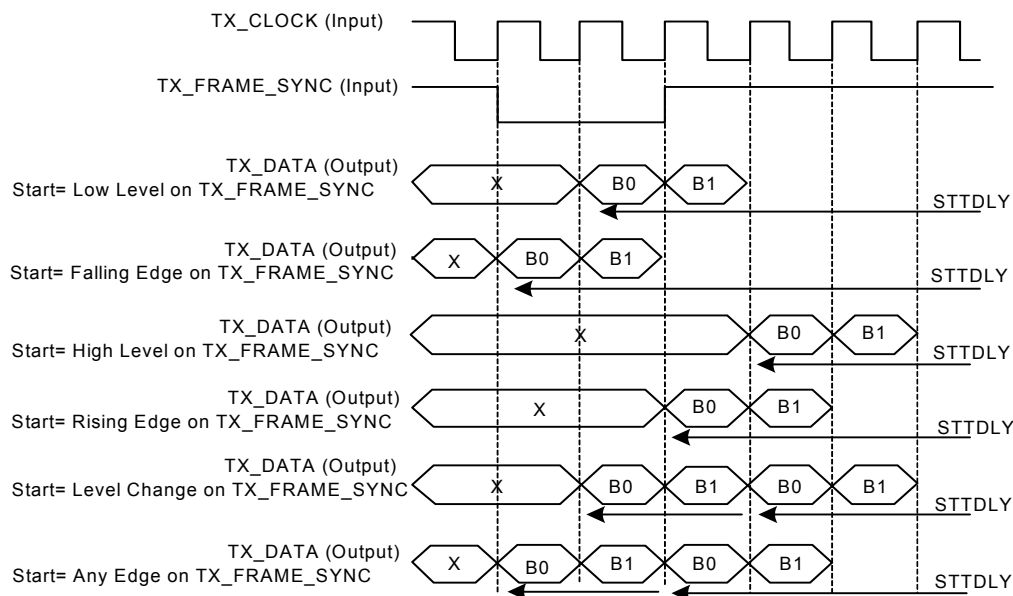 TX_CLOCK (Input)
TX_FRAME_SYNC (Input)
TX_DATA (Output)
Start= Low Level on TX_FRAME_SYNC
X B0 B1
STTDLY
TX_DATA (Output)
Start= Falling Edge on TX_FRAME_SYNC
X B0 B1
STTDLY
TX_DATA (Output)
Start= High Level on TX_FRAME_SYNC
X B0 B1
STTDLY
TX_DATA (Output)
Start= Rising Edge on TX_FRAME_SYNC
X B0 B1
STTDLY
TX_DATA (Output)
Start= Level Change on TX_FRAME_SYNC
X B0 B1 B0 B1
STTDLY
TX_DATA (Output)
Start= Any Edge on TX_FRAME_SYNC
X B0 B1 B0 B1
STTDLY